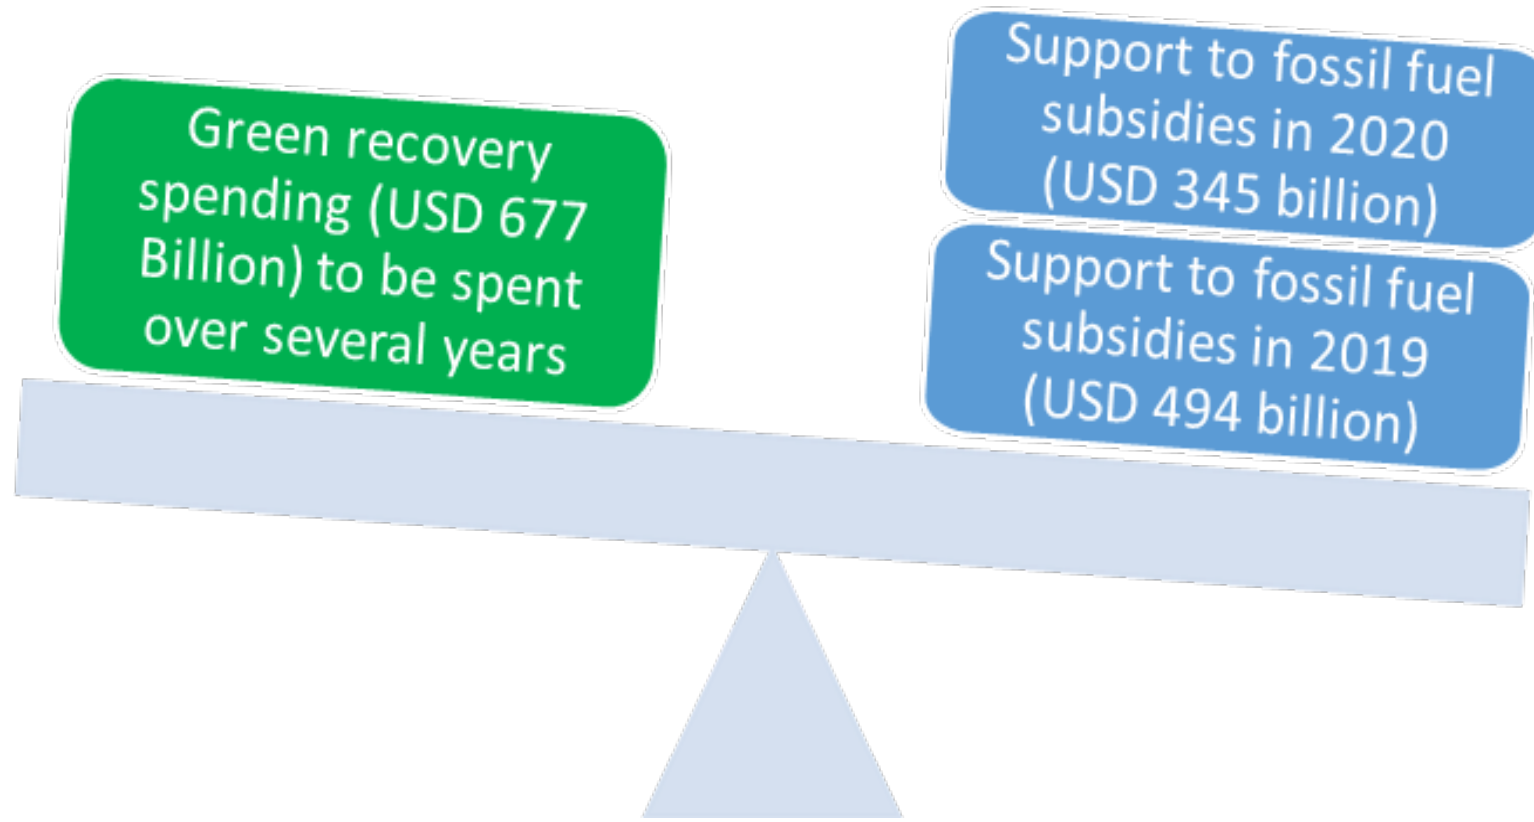 Green recovery
spending (USD 677
Billion) to be spent
over several years
Support to fossil fuel
subsidies in 2020
(USD 345 billion)
Support to fossil fuel
subsidies in 2019
(USD 494 billion)